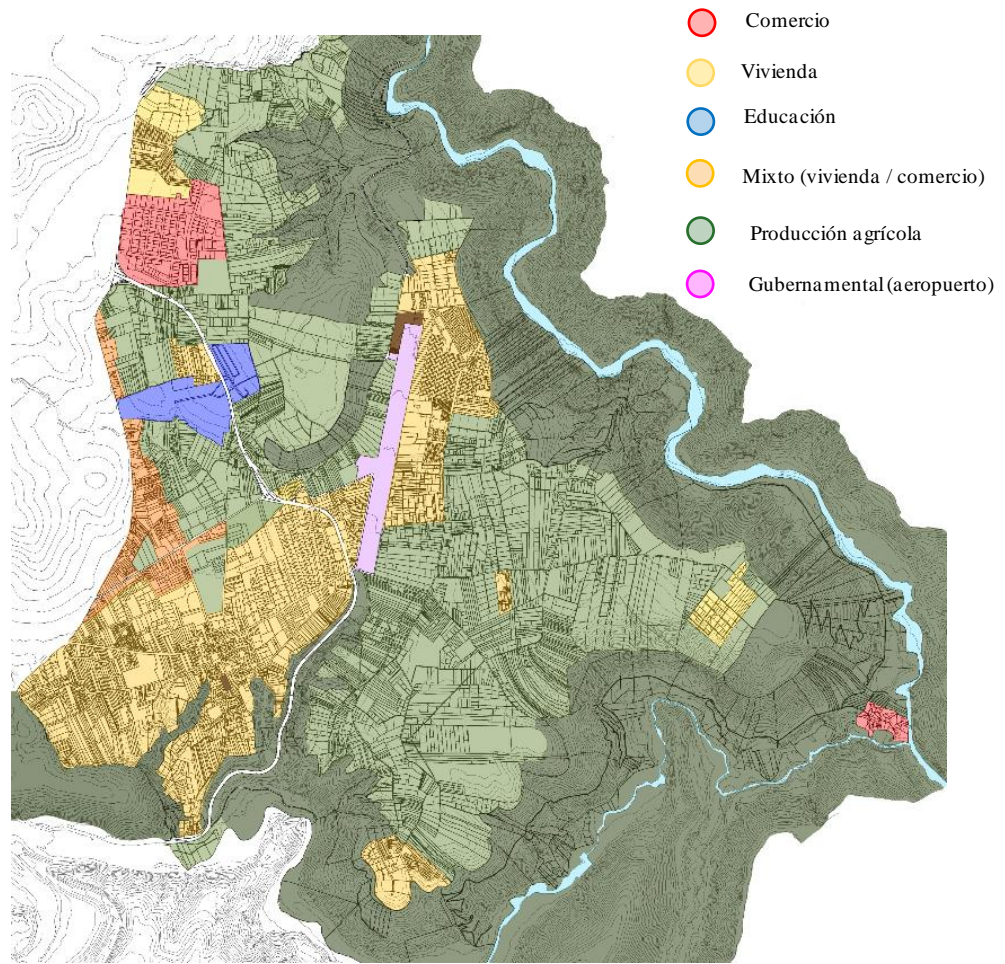 Comercio
Vivienda
Educación
Mixto (vivienda / comercio)
Producción agrícola
Gubernamental (aeropuerto)